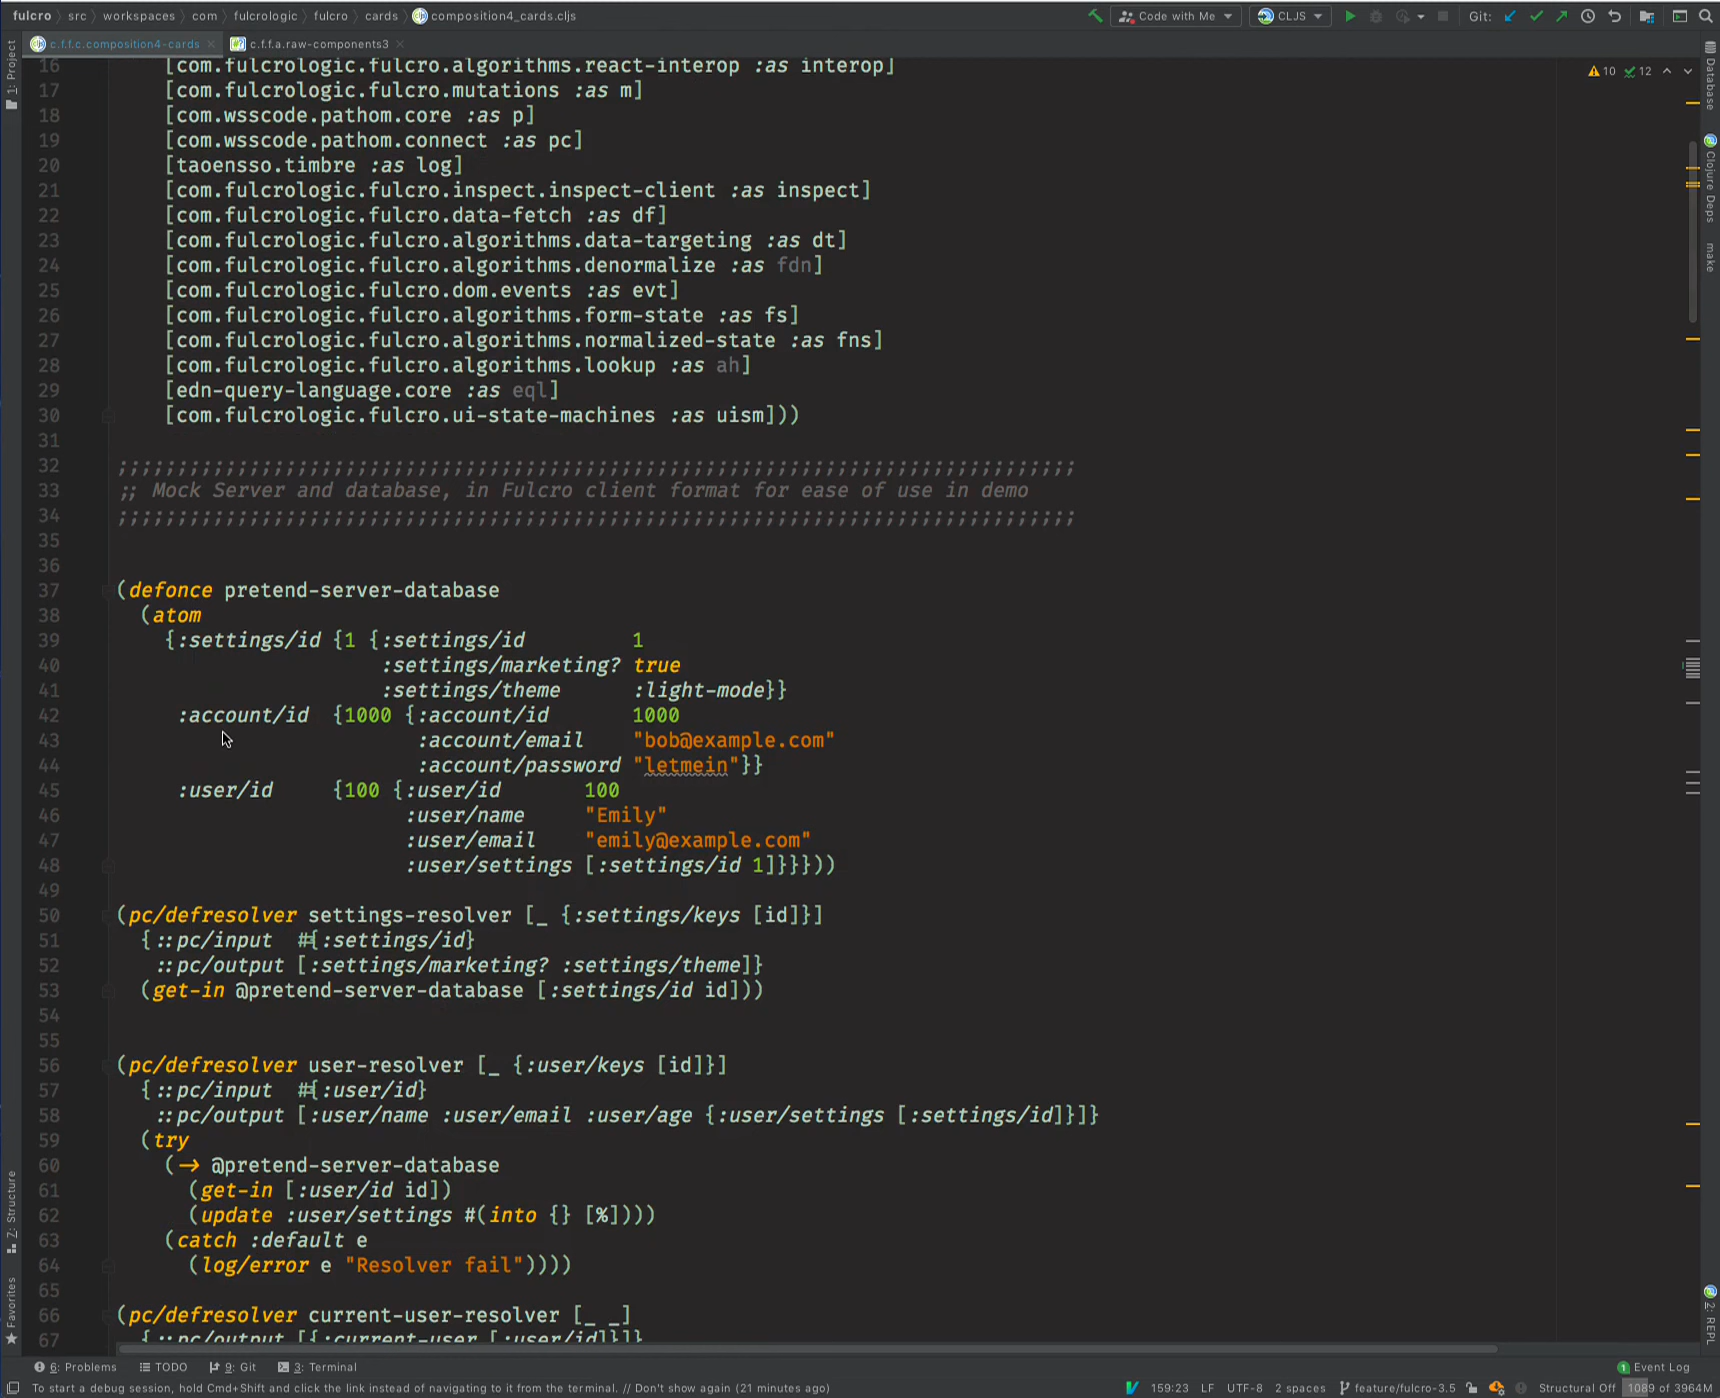 fulcro src workspaces com fulcrologic fulcro cards composition4_cards.cljs Code with Me CLJS Git:
c.f.f.c.composition4-cards c.f.f.a.raw-components3
1: Project
10 12
Database
Clojure Deps
make
16 [com.fulcrologic.fulcro.algorithms.react-interop :as interop]
17 [com.fulcrologic.fulcro.mutations :as m]
18 [com.wsscode.pathom.core :as p]
19 [com.wsscode.pathom.connect :as pc]
20 [taoensso.timbre :as log]
21 [com.fulcrologic.fulcro.inspect.inspect-client :as inspect]
22 [com.fulcrologic.fulcro.data-fetch :as df]
23 [com.fulcrologic.fulcro.algorithms.data-targeting :as dt]
24 [com.fulcrologic.fulcro.algorithms.denormalize :as fdn]
25 [com.fulcrologic.fulcro.dom.events :as evt]
26 [com.fulcrologic.fulcro.algorithms.form-state :as fs]
27 [com.fulcrologic.fulcro.algorithms.normalized-state :as fns]
28 [com.fulcrologic.fulcro.algorithms.lookup :as ah]
29 [edn-query-language.core :as eql]
30 [com.fulcrologic.fulcro.ui-state-machines :as uism]))
31
32 ;;;;;;;;;;;;;;;;;;;;;;;;;;;;;;;;;;;;;;;;;;;;;;;;;;;;;;;;;;;;;;;;;;;;;;;;;;;;;;;;
33 ;; Mock Server and database, in Fulcro client format for ease of use in demo
34 ;;;;;;;;;;;;;;;;;;;;;;;;;;;;;;;;;;;;;;;;;;;;;;;;;;;;;;;;;;;;;;;;;;;;;;;;;;;;;;;;
35
36
37 (defonce pretend-server-database
38 (atom
39 {:settings/id {1 {:settings/id 1
40 :settings/marketing? true
41 :settings/theme :light-mode}}
42 :account/id {1000 {:account/id 1000
43 :account/email "bob@example.com"
44 :account/password "letmein"}}
45 :user/id {100 {:user/id 100
46 :user/name "Emily"
47 :user/email "emily@example.com"
48 :user/settings [:settings/id 1]}}}))
49
50 (pc/defresolver settings-resolver [_ {:settings/keys [id]}]
51 {::pc/input #{:settings/id}
52 ::pc/output [:settings/marketing? :settings/theme]}
53 (get-in @pretend-server-database [:settings/id id]))
54
55
56 (pc/defresolver user-resolver [_ {:user/keys [id]}]
57 {::pc/input #{:user/id}
58 ::pc/output [:user/name :user/email :user/age {:user/settings [:settings/id]}]}
59 (try
60 (-> @pretend-server-database
61 (get-in [:user/id id])
62 (update :user/settings #(into {} [%])))
63 (catch :default e
64 (log/error e "Resolver fail"))))
65
66 (pc/defresolver current-user-resolver [_ _]
67 {::pc/output [{:current-user [:user/id]}]}
Z: Structure
Favorites
2: REPL
6: Problems TODO 9: Git 3: Terminal 1 Event Log
To start a debug session, hold Cmd+Shift and click the link instead of navigating to it from the terminal. // Don't show again (21 minutes ago) 159:23 LF UTF-8 2 spaces feature/fulcro-3.5 Structural Off 1089 of 3964M